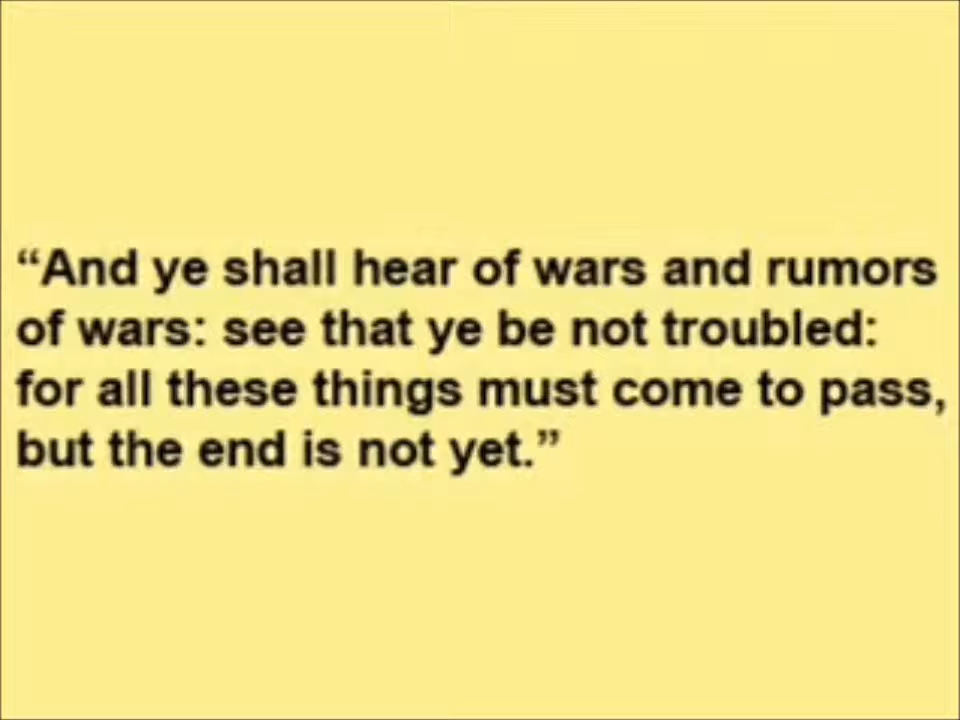 “And ye shall hear of wars and rumors
of wars: see that ye be not troubled:
for all these things must come to pass,
but the end is not yet.”